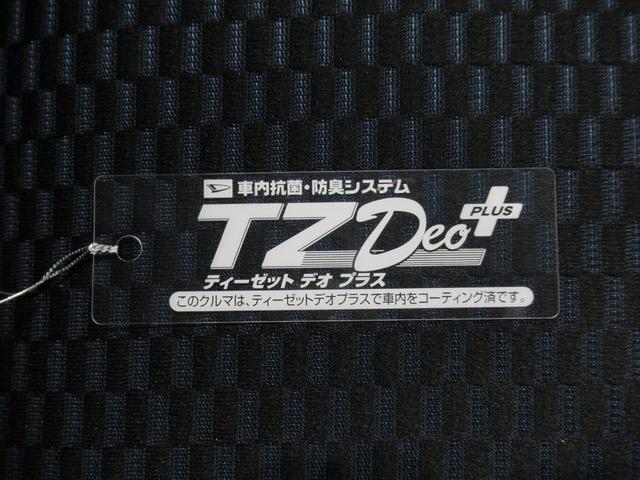 車内抗菌・防臭システム
TZ Deo PLUS
ティーゼット デオ プラス
このクルマは、ティーゼットデオプラスで車内をコーティング済です。